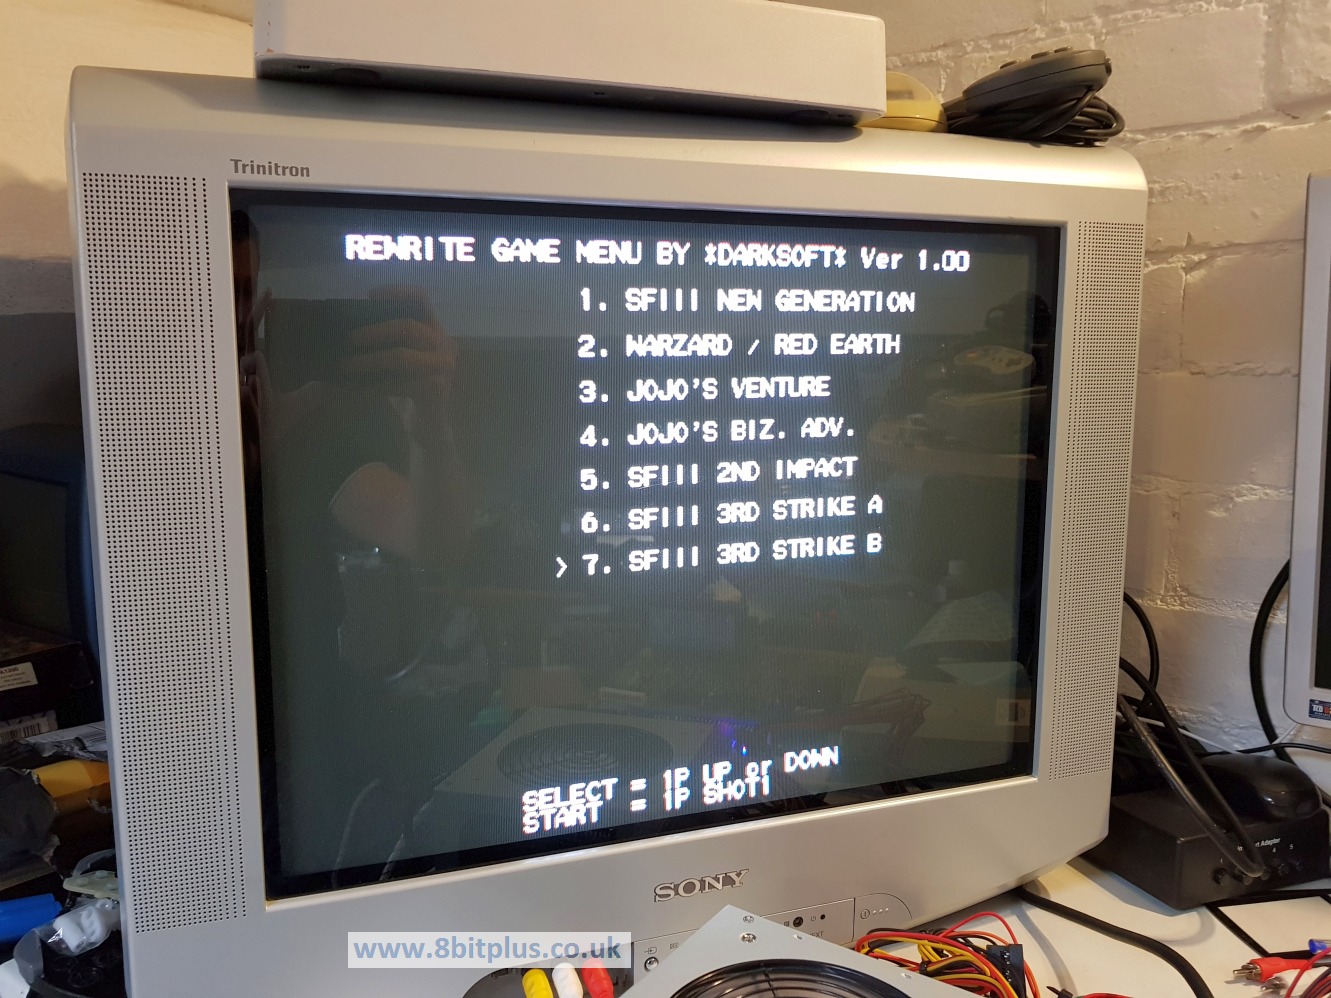 Trinitron
REWRITE GAME MENU BY *DARKSOFT* Ver 1.00
1. SFIII NEW GENERATION
2. WARZARD / RED EARTH
3. JOJO'S VENTURE
4. JOJO'S BIZ. ADV.
5. SFIII 2ND IMPACT
6. SFIII 3RD STRIKE A
> 7. SFIII 3RD STRIKE B
SELECT = 1P UP or DOWN
START = 1P SHOT1
SONY
www.8bitplus.co.uk